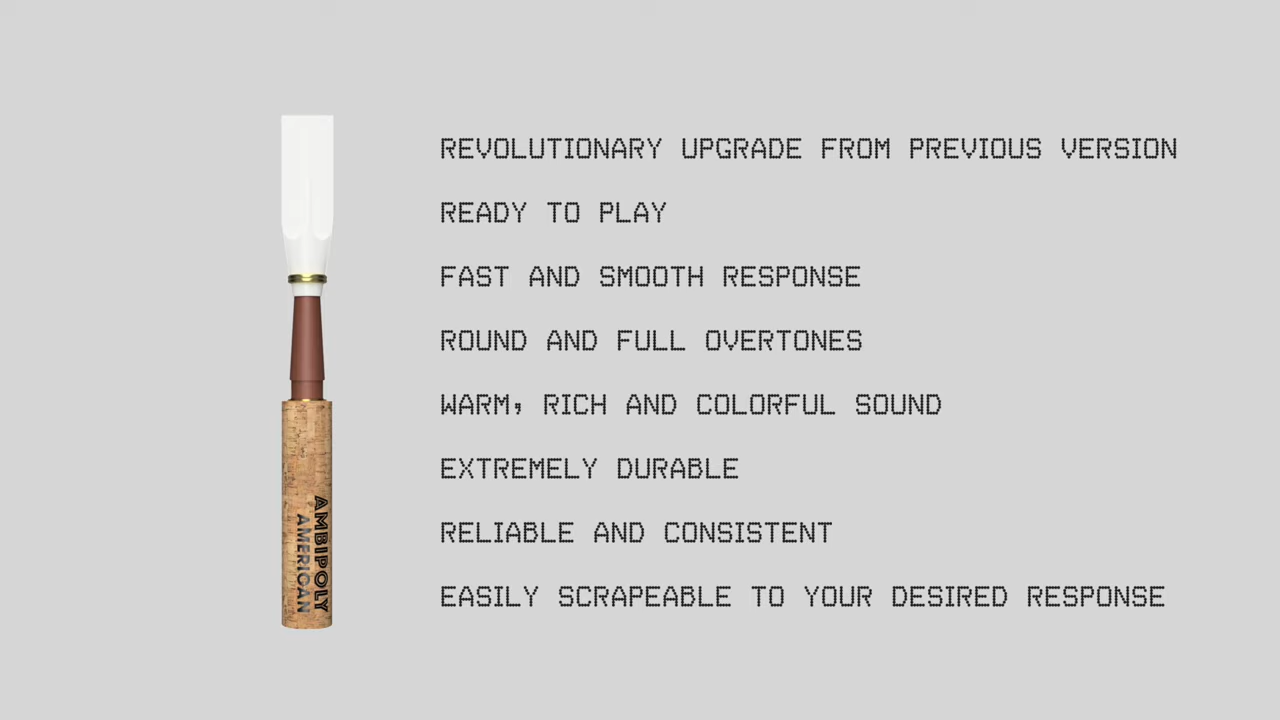 REVOLUTIONARY UPGRADE FROM PREVIOUS VERSION
READY TO PLAY
FAST AND SMOOTH RESPONSE
ROUND AND FULL OVERTONES
WARM, RICH AND COLORFUL SOUND
EXTREMELY DURABLE
RELIABLE AND CONSISTENT
EASILY SCRAPEABLE TO YOUR DESIRED RESPONSE
AMBIPOLY
AMERICAN